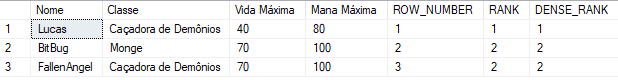 Nome Classe Vida Máxima Mana Máxima ROW_NUMBER RANK DENSE_RANK
1 Lucas Caçadora de Demônios 40 80 1 1 1
2 BitBug Monge 70 100 2 2 2
3 FallenAngel Caçadora de Demônios 70 100 3 2 2